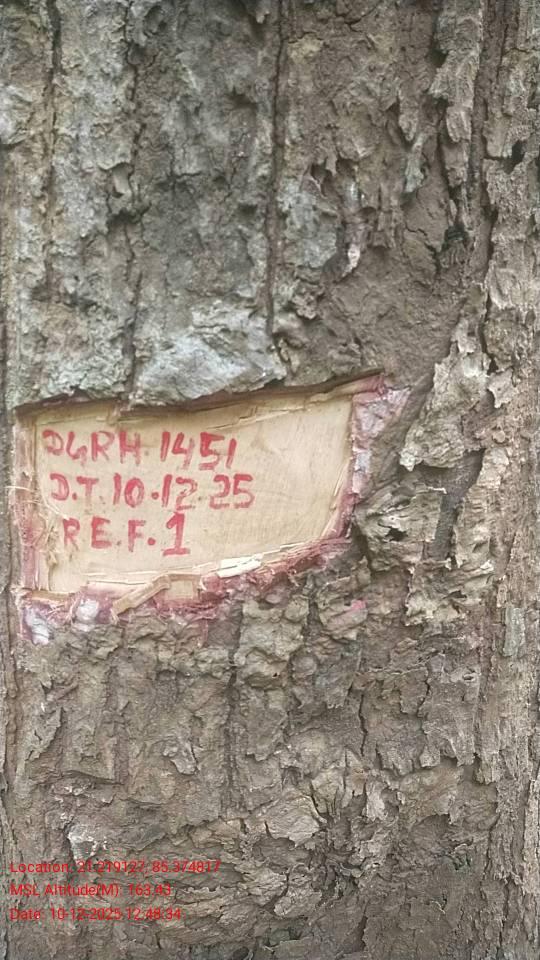 DGRH 1451
D.T. 10.12.25
R.E.F. 1
Location: 21.219127, 85.374817
MSL Altitude(M): 163.43
Date: 10-12-2025 12:48:34